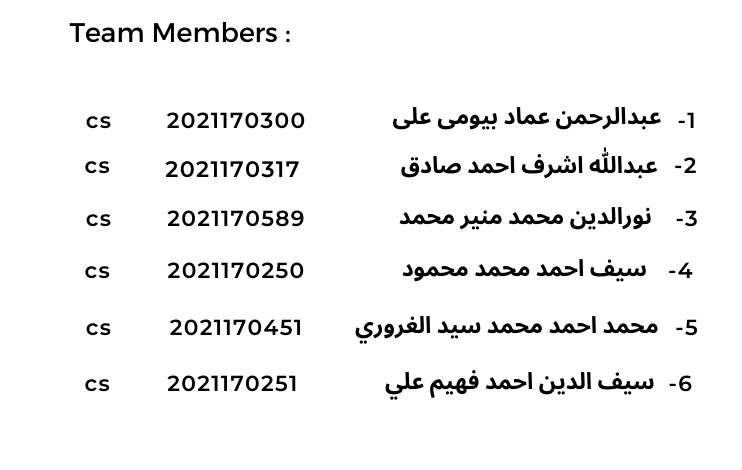 Team Members :
1- عبدالرحمن عماد بيومى على 2021170300 cs
2- عبدالله اشرف احمد صادق 2021170317 cs
3- نورالدين محمد منير محمد 2021170589 cs
4- سيف احمد محمد محمود 2021170250 cs
5- محمد احمد محمد سيد الغروري 2021170451 cs
6- سيف الدين احمد فهيم علي 2021170251 cs